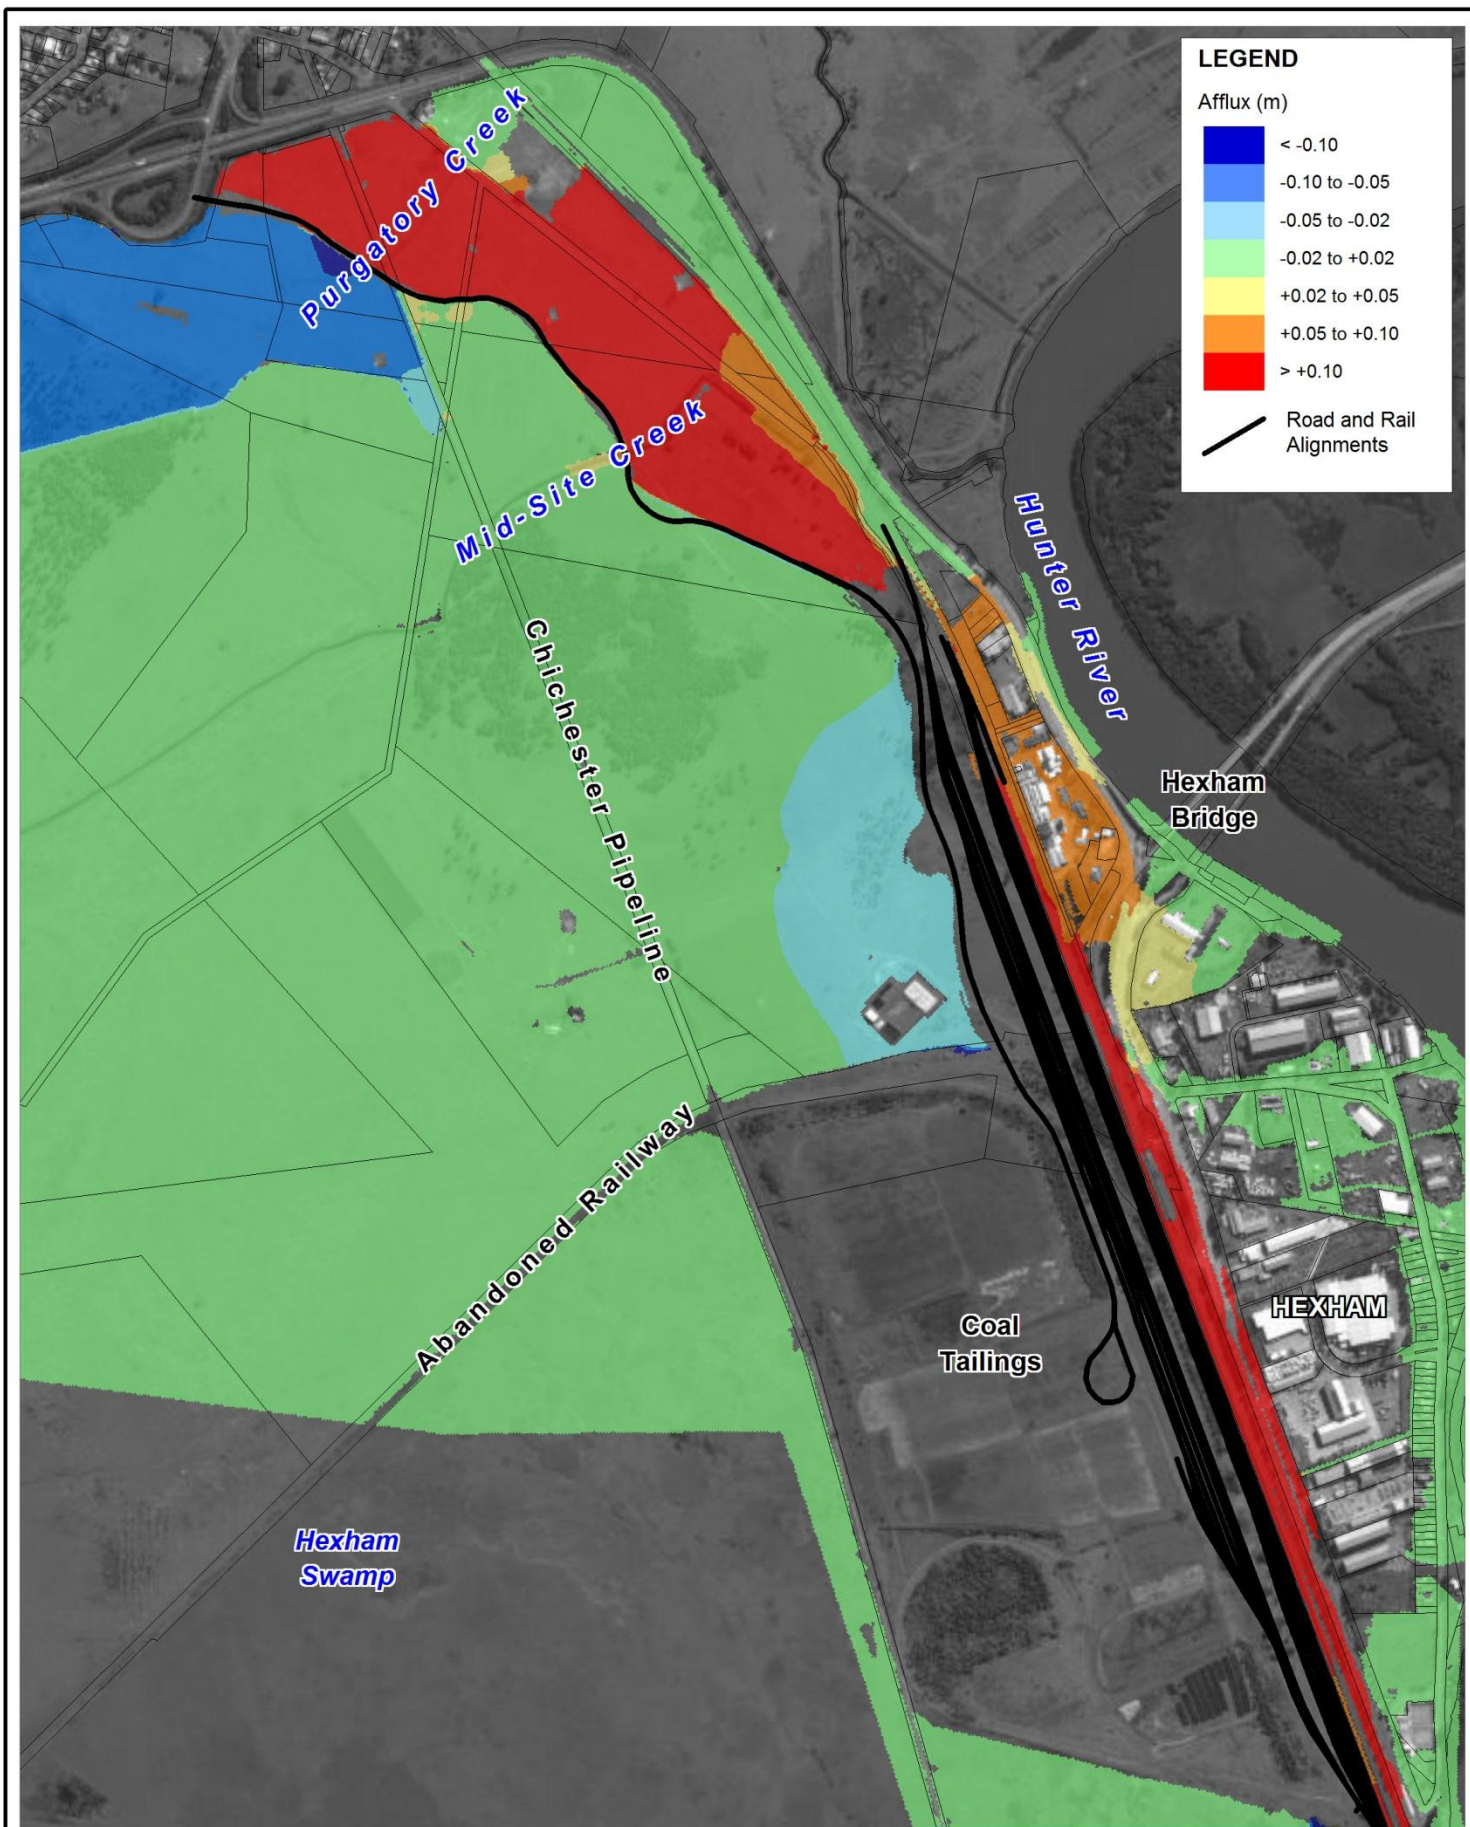 LEGEND
Afflux (m)
< -0.10
-0.10 to -0.05
-0.05 to -0.02
-0.02 to +0.02
+0.02 to +0.05
+0.05 to +0.10
> +0.10
Road and Rail
Alignments
Purgatory Creek
Mid-Site Creek
Hunter River
Chichester Pipeline
Hexham
Bridge
Abandoned Railway
HEXHAM
Coal
Tailings
Hexham
Swamp